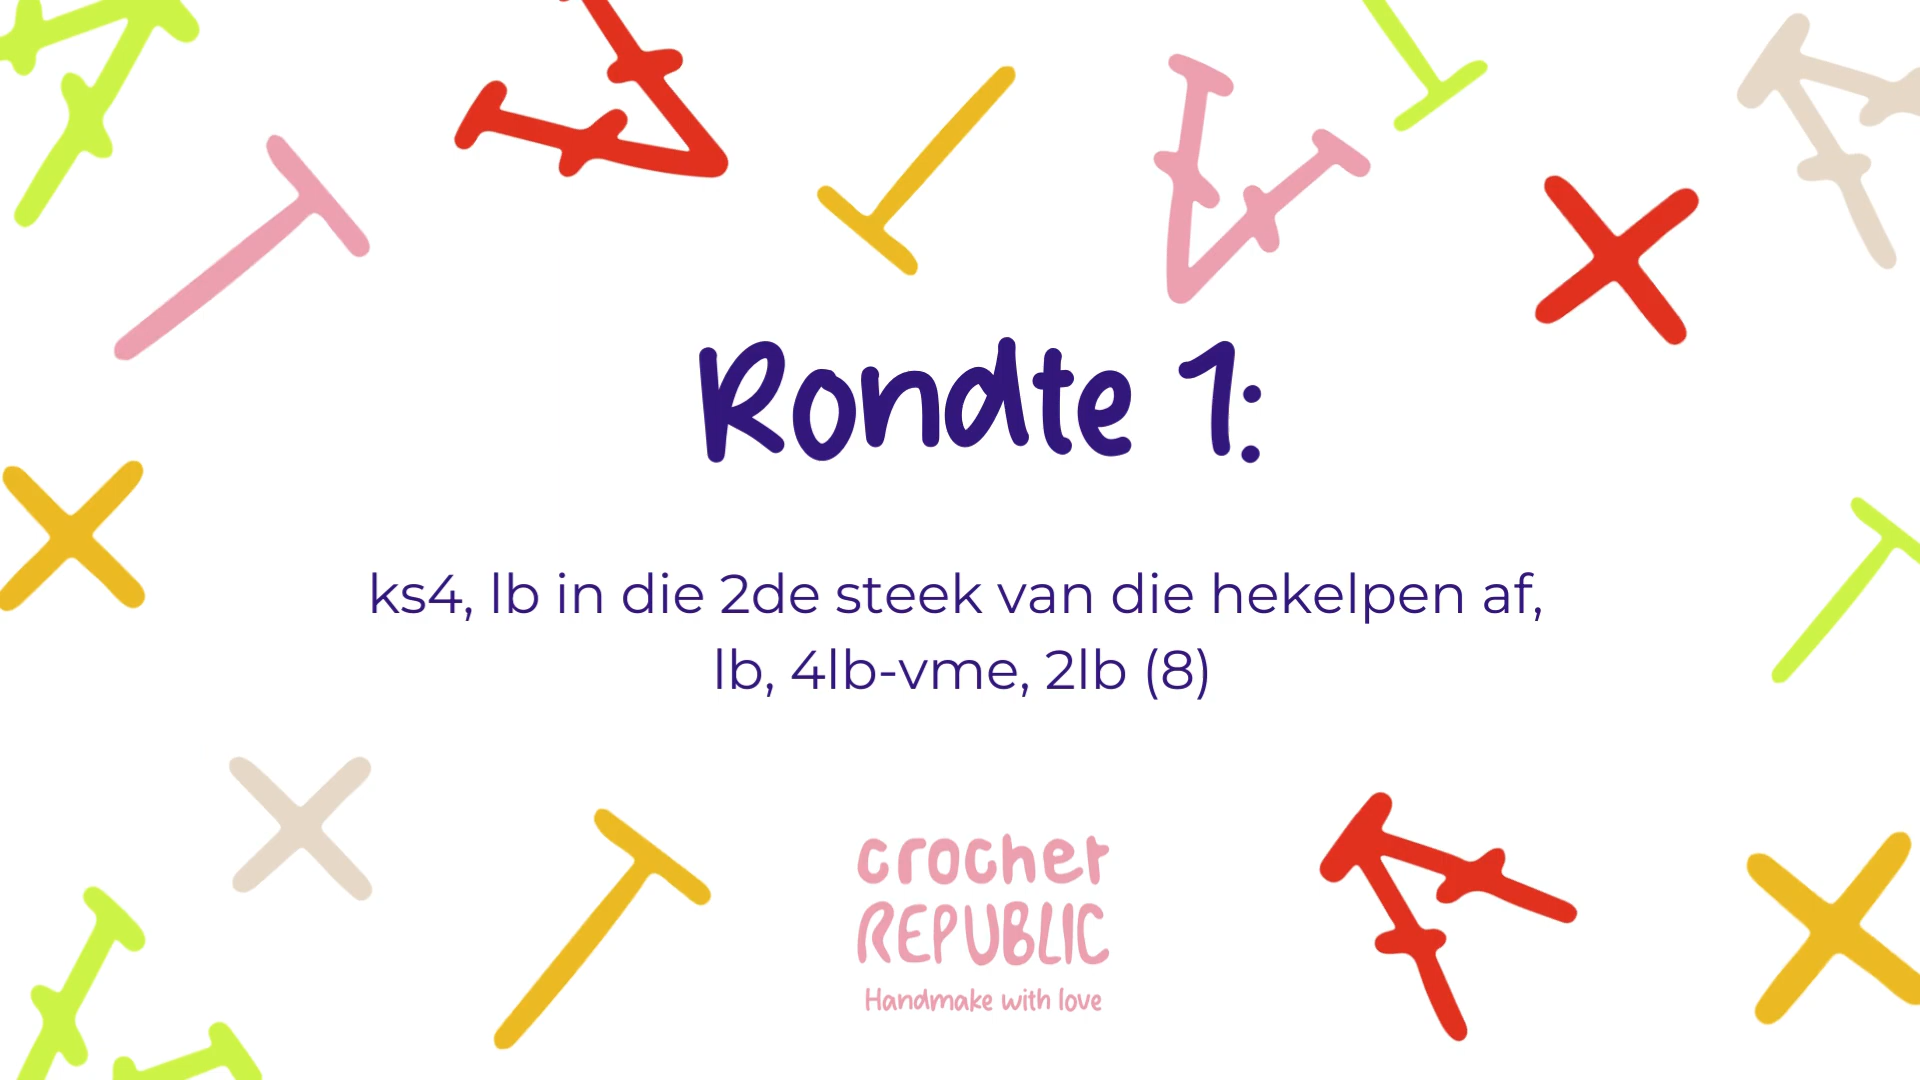 Rondte 1:
ks4, lb in die 2de steek van die hekelpen af,
lb, 4lb-vme, 2lb (8)
crochet
REPUBLIC
Handmake with love